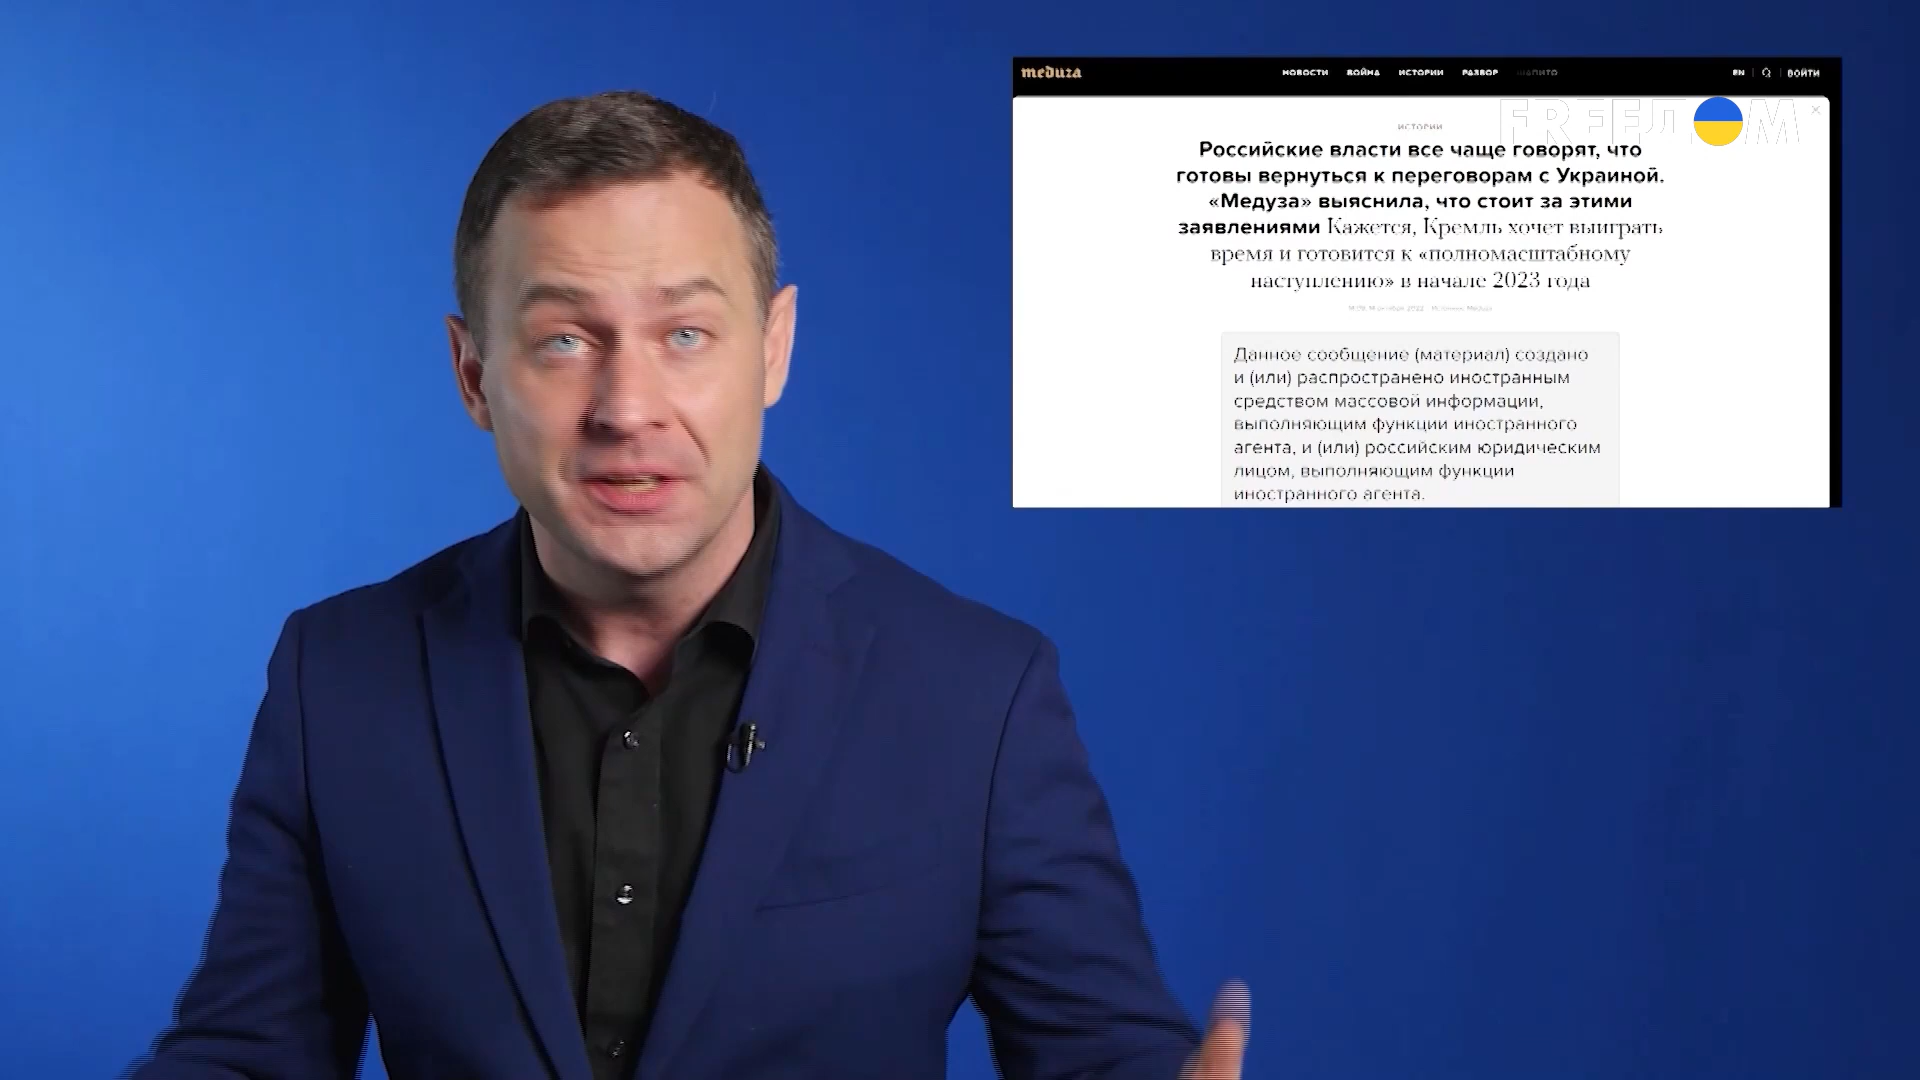 meduza
НОВОСТИ ВОЙНА ИСТОРИИ РАЗБОР ШАПИТО EN ВОЙТИ
FREEДOM
ИСТОРИИ
Российские власти все чаще говорят, что
готовы вернуться к переговорам с Украиной.
«Медуза» выяснила, что стоит за этими
заявлениями Кажется, Кремль хочет выиграть
время и готовится к «полномасштабному
наступлению» в начале 2023 года
Данное сообщение (материал) создано
и (или) распространено иностранным
средством массовой информации,
выполняющим функции иностранного
агента, и (или) российским юридическим
лицом, выполняющим функции
иностранного агента.